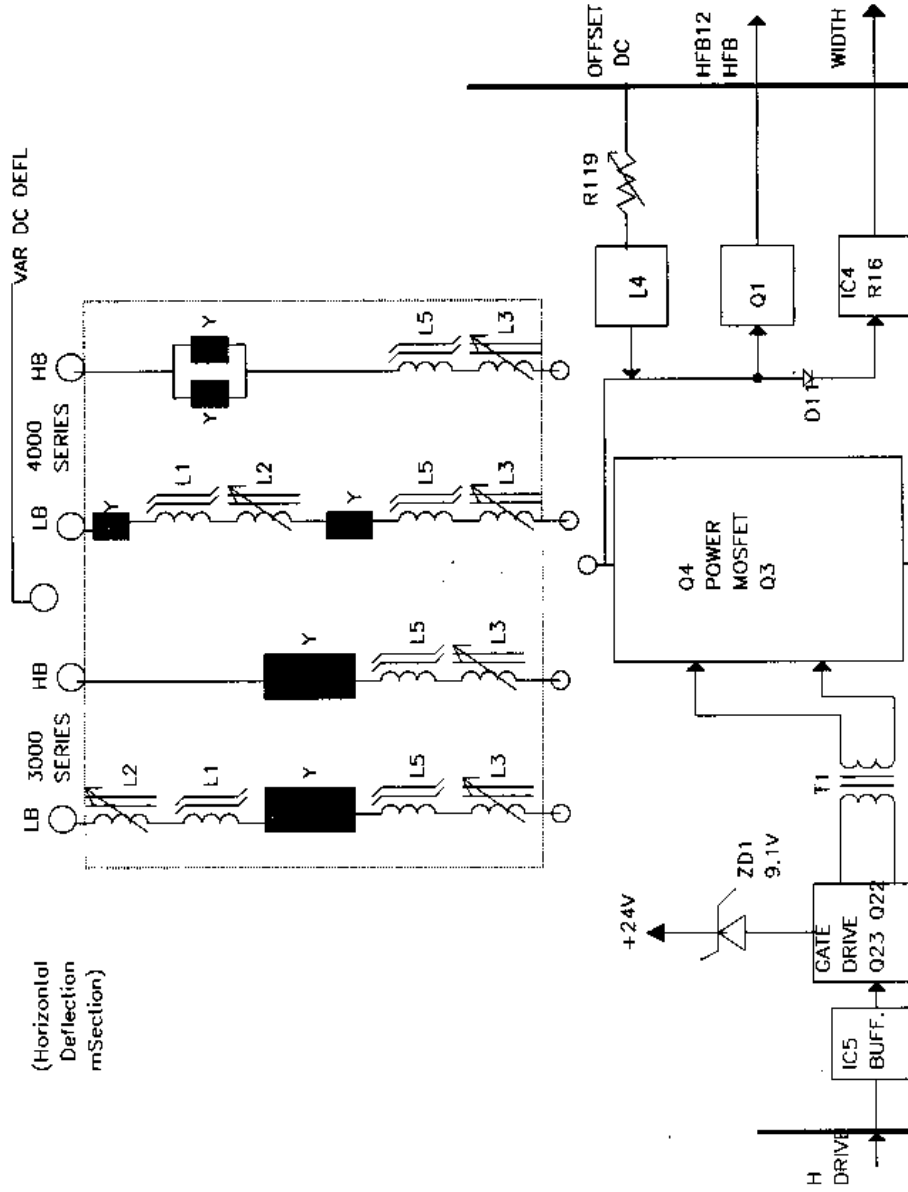 (Horizontal
Deflection
mSection)
VAR DC DEFL
3000
SERIES
LB
HB
4000
SERIES
LB
HB
L2
L1
Y
L5
L3
Y
L5
L3
Y
L1
L2
Y
L5
L3
Y
Y
L5
L3
H
DRIVE
IC5
BUFF.
GATE
DRIVE
Q23 Q22
+24V
ZD1
9.1V
T1
Q4
POWER
MOSFET
Q3
L4
R119
OFFSET
DC
Q1
HFB12
HFB
D11
IC4
R16
WIDTH